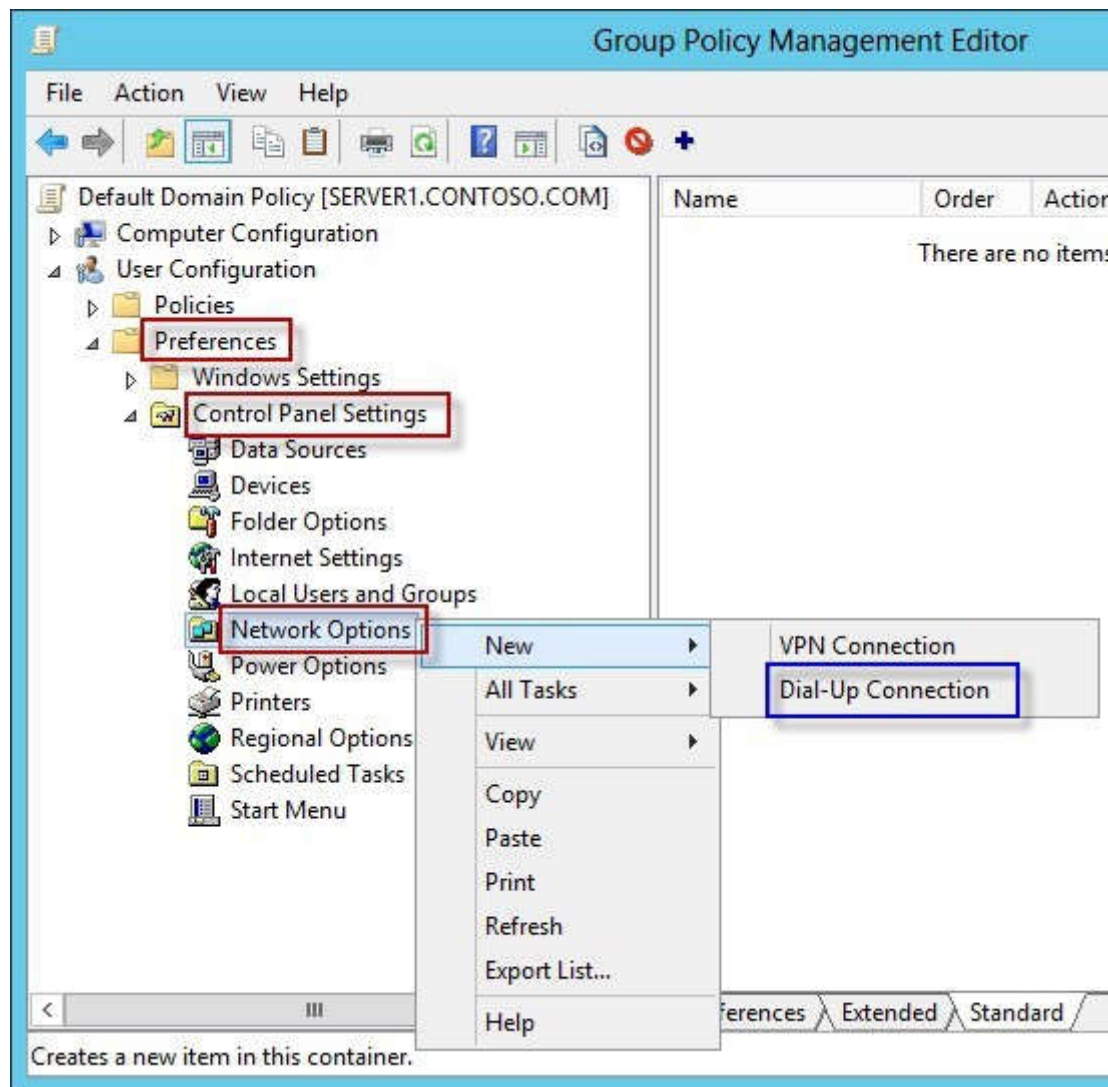 Group Policy Management Editor
File Action View Help
Default Domain Policy [SERVER1.CONTOSO.COM]
Computer Configuration
User Configuration
Policies
Preferences
Windows Settings
Control Panel Settings
Data Sources
Devices
Folder Options
Internet Settings
Local Users and Groups
Network Options
Power Options
Printers
Regional Options
Scheduled Tasks
Start Menu
Name Order Action
There are no items
New
All Tasks
View
Copy
Paste
Print
Refresh
Export List...
Help
VPN Connection
Dial-Up Connection
ferences Extended Standard
Creates a new item in this container.